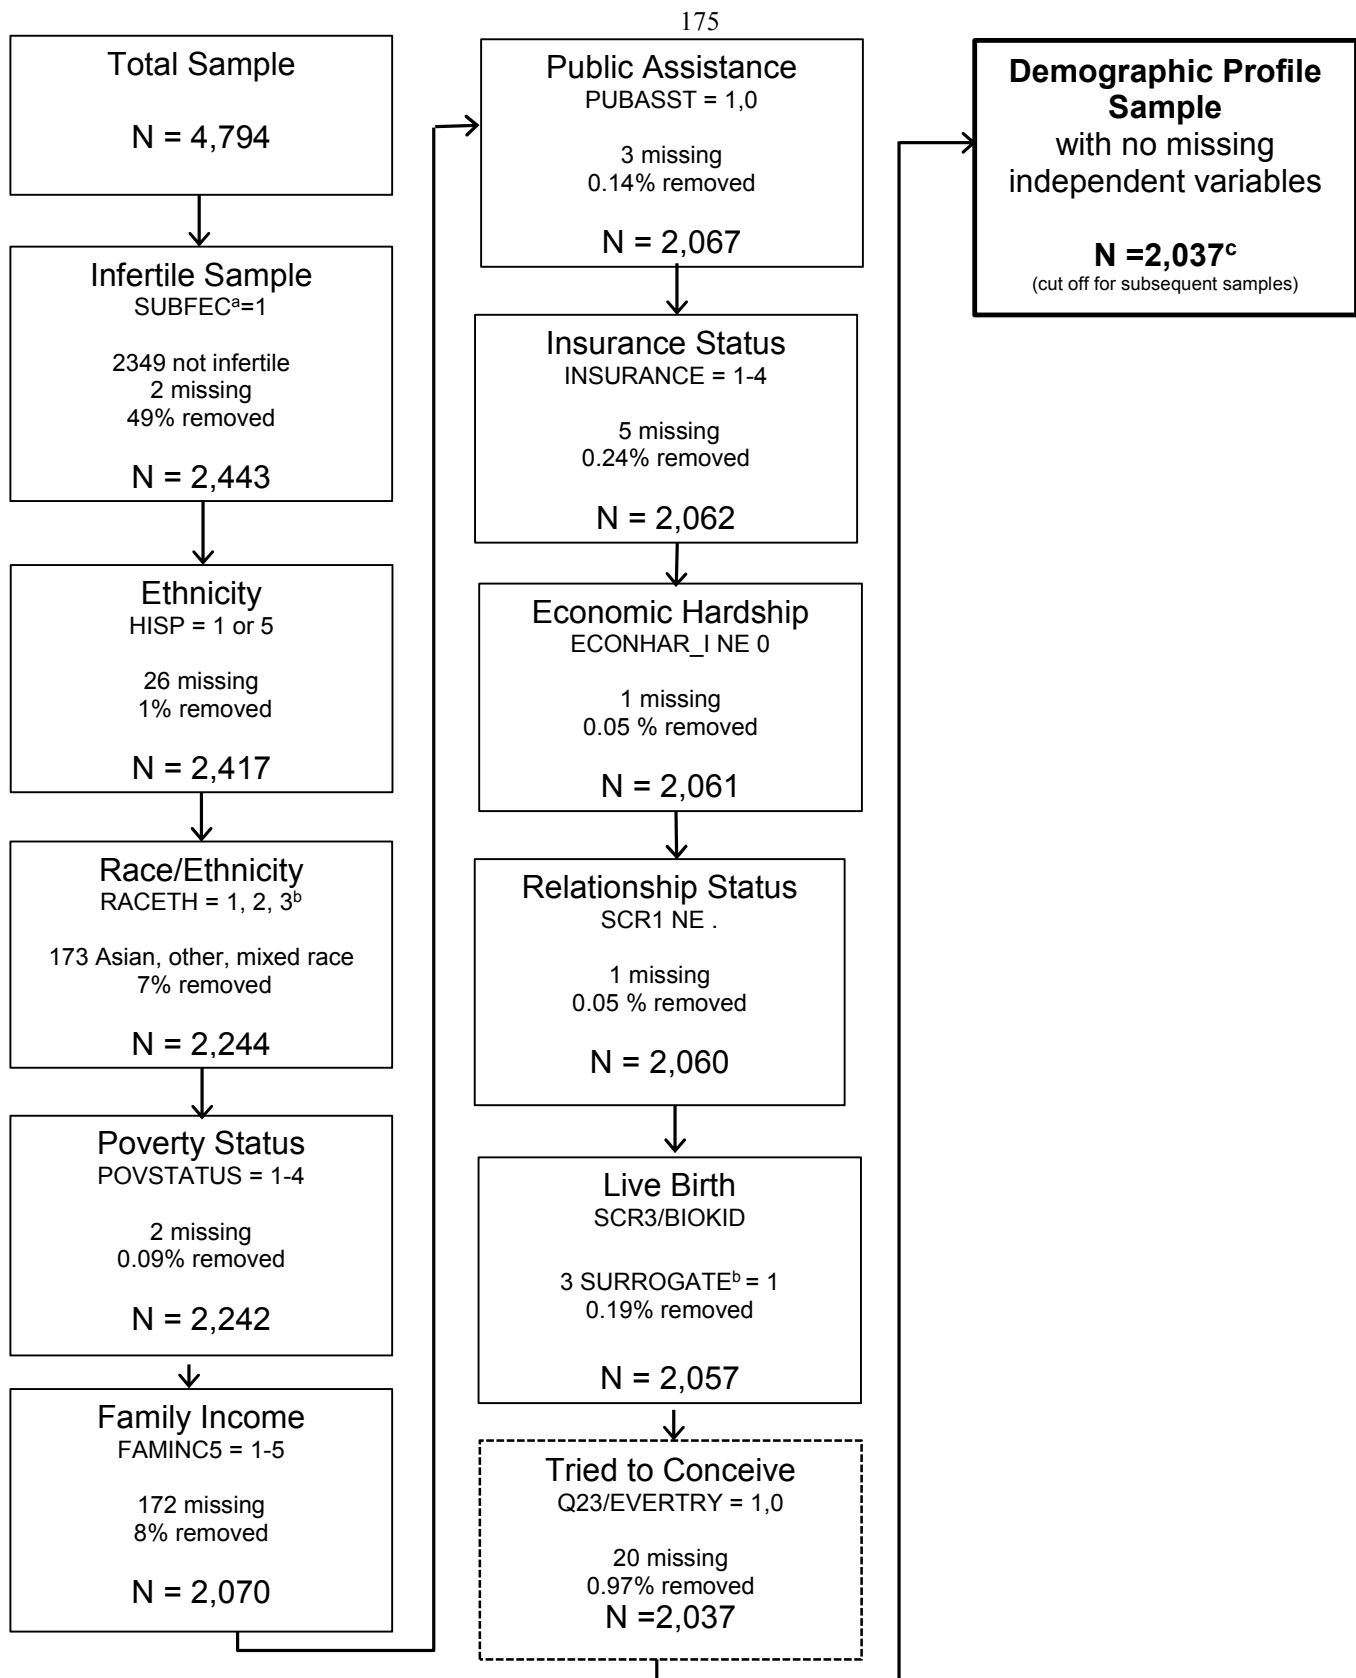 175
Total Sample
N = 4,794
Infertile Sample
SUBFECᵃ=1
2349 not infertile
2 missing
49% removed
N = 2,443
Ethnicity
HISP = 1 or 5
26 missing
1% removed
N = 2,417
Race/Ethnicity
RACETH = 1, 2, 3ᵇ
173 Asian, other, mixed race
7% removed
N = 2,244
Poverty Status
POVSTATUS = 1-4
2 missing
0.09% removed
N = 2,242
Family Income
FAMINC5 = 1-5
172 missing
8% removed
N = 2,070
Public Assistance
PUBASST = 1,0
3 missing
0.14% removed
N = 2,067
Insurance Status
INSURANCE = 1-4
5 missing
0.24% removed
N = 2,062
Economic Hardship
ECONHAR_I NE 0
1 missing
0.05 % removed
N = 2,061
Relationship Status
SCR1 NE .
1 missing
0.05 % removed
N = 2,060
Live Birth
SCR3/BIOKID
3 SURROGATEᵇ = 1
0.19% removed
N = 2,057
Tried to Conceive
Q23/EVERTRY = 1,0
20 missing
0.97% removed
N =2,037
Demographic Profile
Sample
with no missing
independent variables
N =2,037ᶜ
(cut off for subsequent samples)